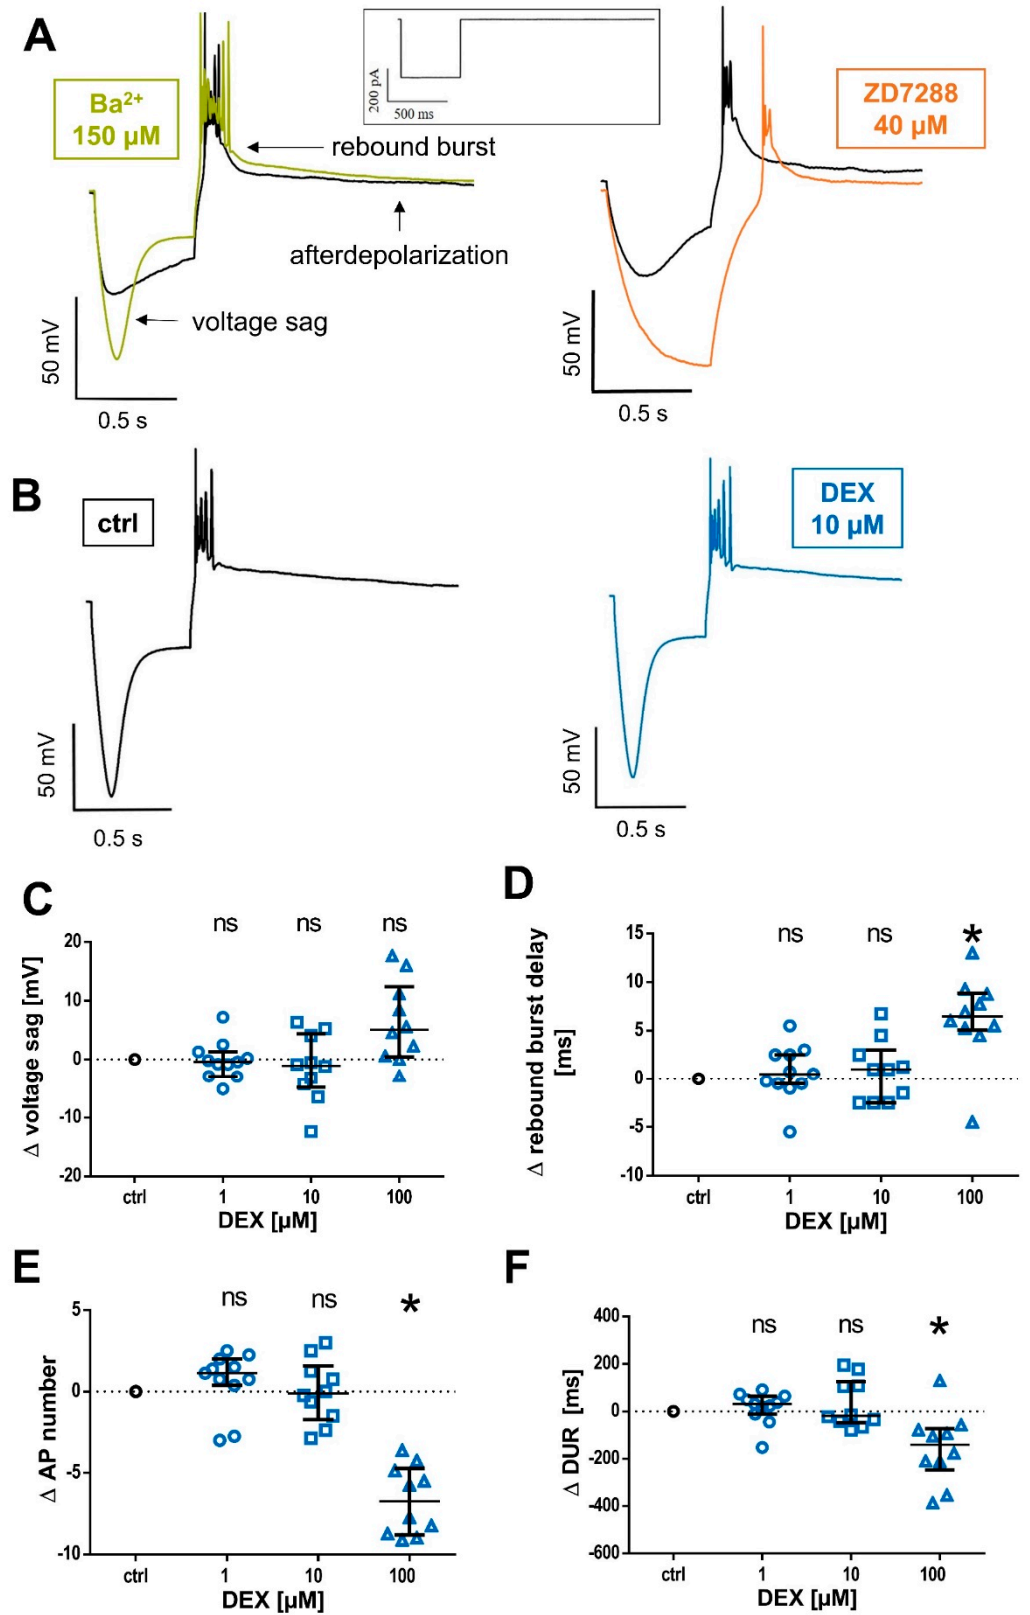 A
Ba²⁺
150 µM
200 pA
500 ms
ZD7288
40 µM
rebound burst
afterdepolarization
voltage sag
50 mV
0.5 s
50 mV
0.5 s
B
ctrl
DEX
10 µM
50 mV
0.5 s
50 mV
0.5 s
C
ns
ns
ns
Δ voltage sag [mV]
20
10
0
-10
-20
ctrl
1
10
100
DEX [µM]
D
ns
ns
*
Δ rebound burst delay
[ms]
15
10
5
0
-5
-10
ctrl
1
10
100
DEX [µM]
E
ns
ns
*
Δ AP number
5
0
-5
-10
ctrl
1
10
100
DEX [µM]
F
ns
ns
*
Δ DUR [ms]
400
200
0
-200
-400
-600
ctrl
1
10
100
DEX [µM]